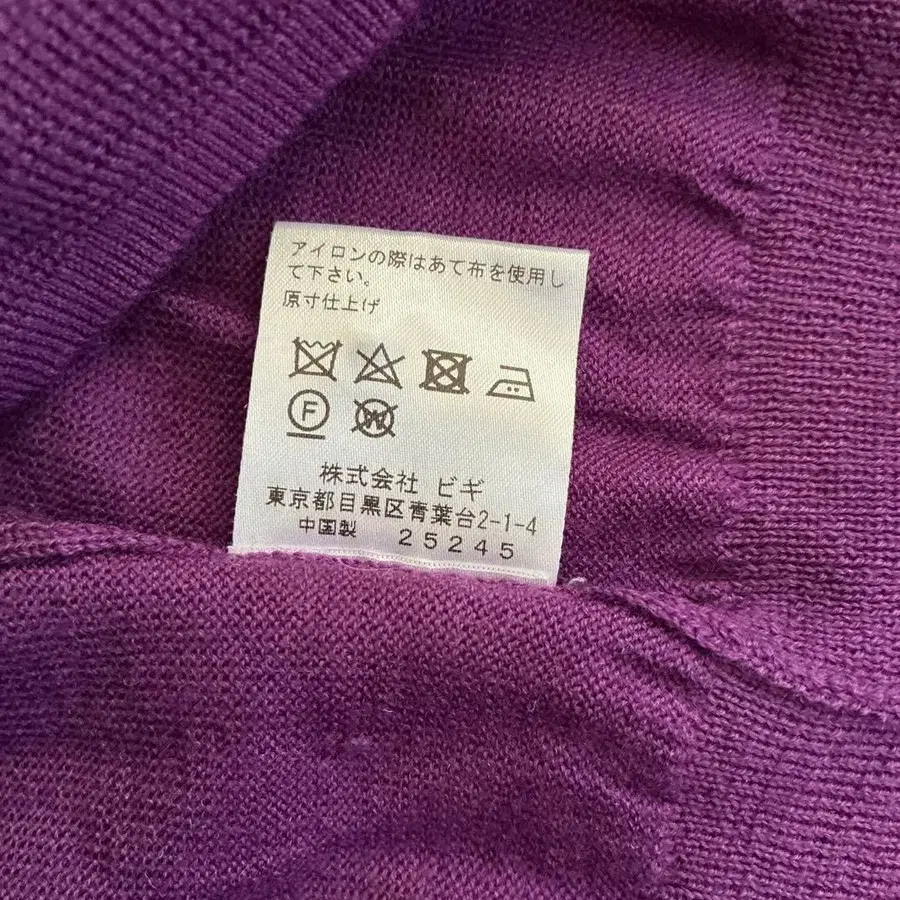 アイロンの際はあて布を使用し
て下さい。
原寸仕上げ
F W
株式会社 ビギ
東京都目黒区青葉台2-1-4
中国製 25245